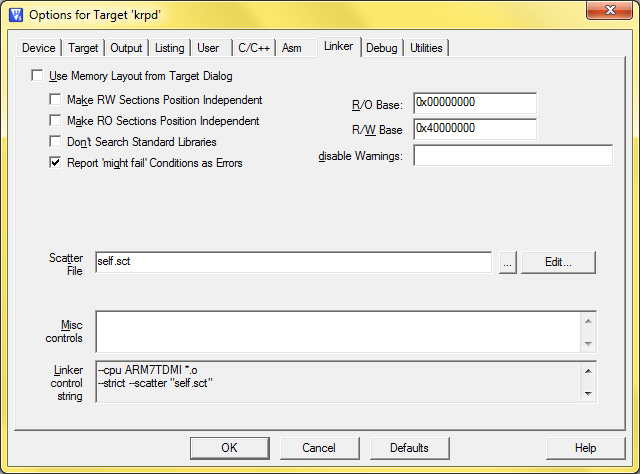 Options for Target 'krpd'
Device Target Output Listing User C/C++ Asm Linker Debug Utilities
Use Memory Layout from Target Dialog
Make RW Sections Position Independent
R/O Base: 0x00000000
Make RO Sections Position Independent
R/W Base 0x40000000
Don't Search Standard Libraries
disable Warnings:
Report 'might fail' Conditions as Errors
Scatter
File
self.sct
...
Edit...
Misc
controls
Linker
control
string
--cpu ARM7TDMI *.o
--strict --scatter "self.sct"
OK Cancel Defaults Help